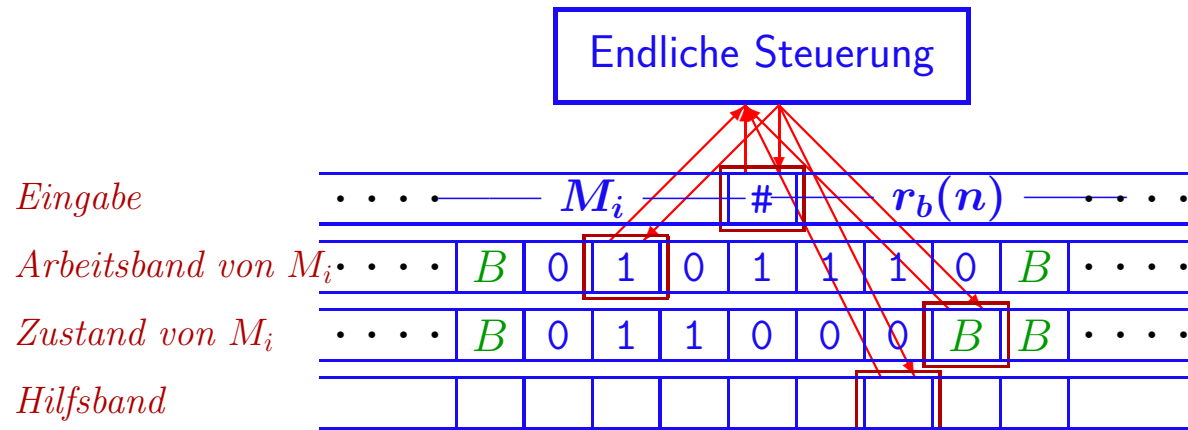 Endliche Steuerung
Eingabe · · · · M_i # r_b(n) · · · ·
Arbeitsband von M_i · · · · B 0 1 0 1 1 1 0 B · · · ·
Zustand von M_i · · · · B 0 1 1 0 0 0 B B · · · ·
Hilfsband